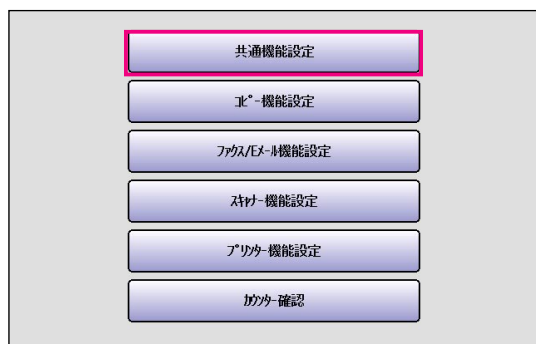 共通機能設定
ｺﾋﾟｰ機能設定
ﾌｧｸｽ/Eﾒｰﾙ機能設定
ｽｷｬﾅｰ機能設定
ﾌﾟﾘﾝﾀｰ機能設定
ｶｳﾝﾀｰ確認